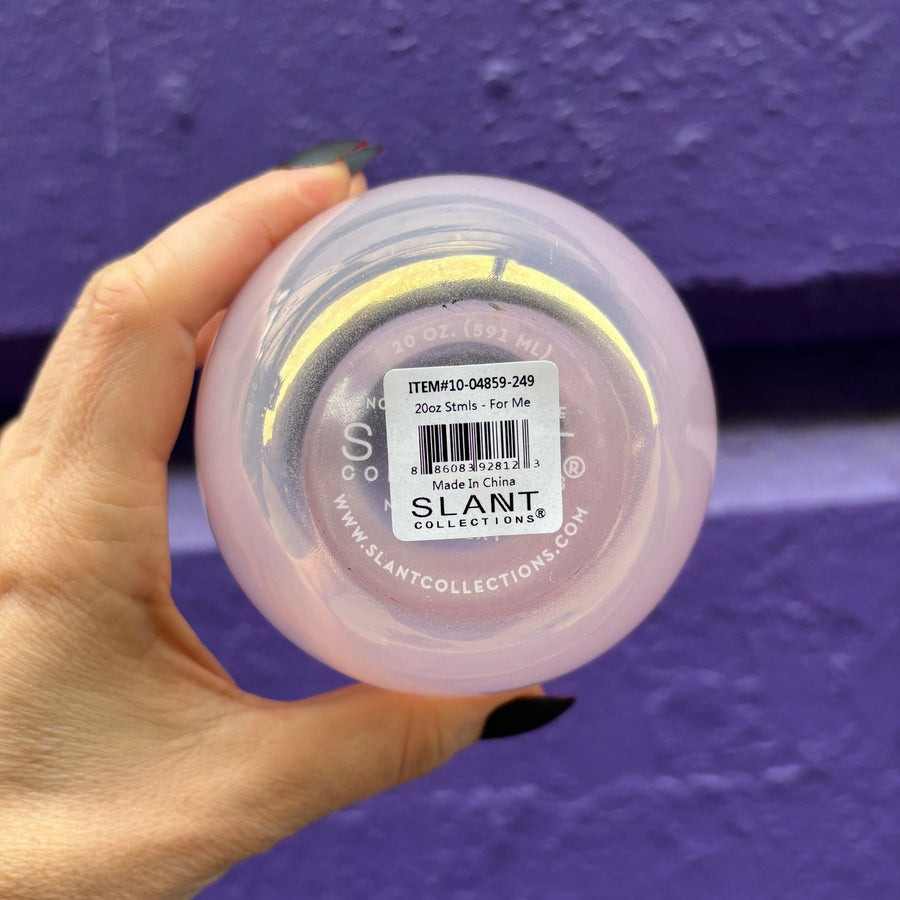 20 OZ. (591 ML)
ITEM#10-04859-249
20oz Stmls - For Me
8 86083 92812 3
Made In China
SLANT
COLLECTIONS®
WWW.SLANTCOLLECTIONS.COM